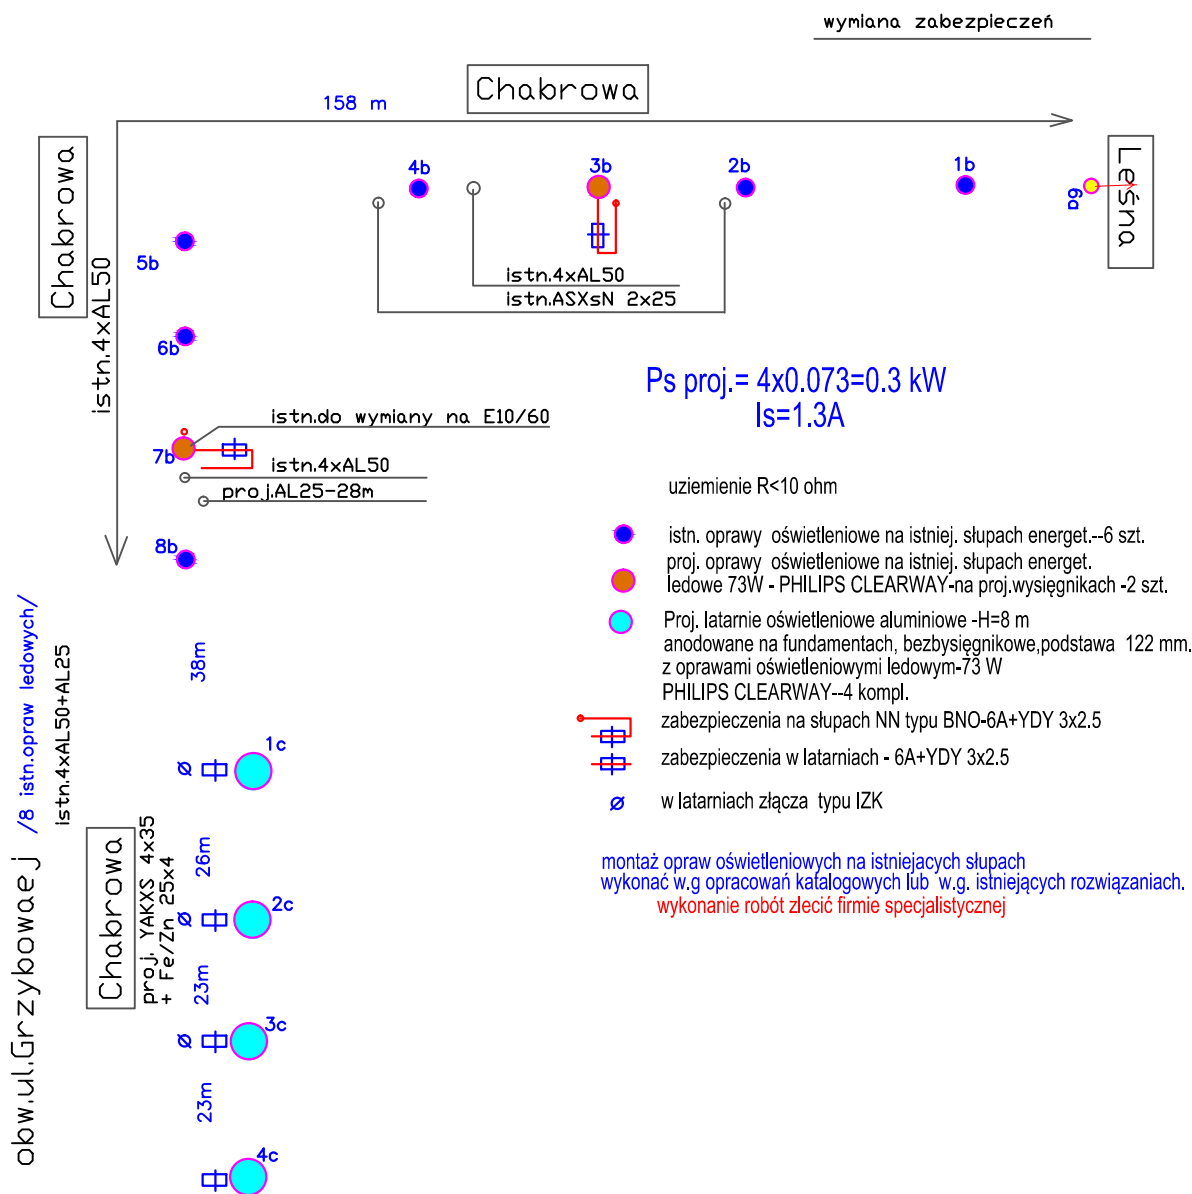 wymiana zabezpieczeń
Chabrowa
158 m
Chabrowa
istn.4xAL50
4b
3b
2b
1b
6a
Leśna
5b
6b
istn.4xAL50
istn.ASXsN 2x25
Ps proj.= 4x0.073=0.3 kW
Is=1.3A
istn.do wymiany na E10/60
7b
istn.4xAL50
proj.AL25-28m
8b
uziemienie R<10 ohm
istn. oprawy oświetleniowe na istniej. słupach energet.--6 szt.
proj. oprawy oświetleniowe na istniej. słupach energet.
ledowe 73W - PHILIPS CLEARWAY-na proj.wysięgnikach -2 szt.
Proj. latarnie oświetleniowe aluminiowe -H=8 m
anodowane na fundamentach, bezbysięgnikowe,podstawa 122 mm.
z oprawami oświetleniowymi ledowym-73 W
PHILIPS CLEARWAY--4 kompl.
zabezpieczenia na słupach NN typu BNO-6A+YDY 3x2.5
zabezpieczenia w latarniach - 6A+YDY 3x2.5
w latarniach złącza typu IZK
montaż opraw oświetleniowych na istniejacych słupach
wykonać w.g opracowań katalogowych lub w.g. istniejących rozwiązaniach.
wykonanie robót zlecić firmie specjalistycznej
obw.ul.Grzybowaej
/8 istn.opraw ledowych/
istn.4xAL50+AL25
38m
1c
Chabrowa
proj. YAKXS 4x35
+ Fe/Zn 25x4
26m
2c
23m
3c
23m
4c